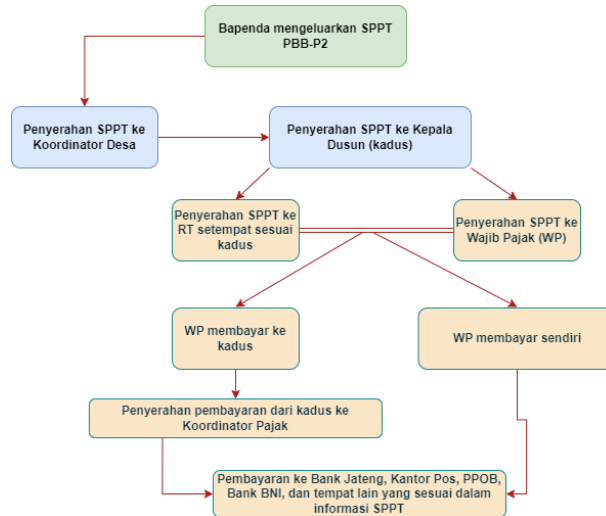 Bapenda mengeluarkan SPPT
PBB-P2
Penyerahan SPPT ke
Koordinator Desa
Penyerahan SPPT ke Kepala
Dusun (kadus)
Penyerahan SPPT ke
RT setempat sesuai
kadus
Penyerahan SPPT ke
Wajib Pajak (WP)
WP membayar ke
kadus
WP membayar sendiri
Penyerahan pembayaran dari kadus ke
Koordinator Pajak
Pembayaran ke Bank Jateng, Kantor Pos, PPOB,
Bank BNI, dan tempat lain yang sesuai dalam
informasi SPPT